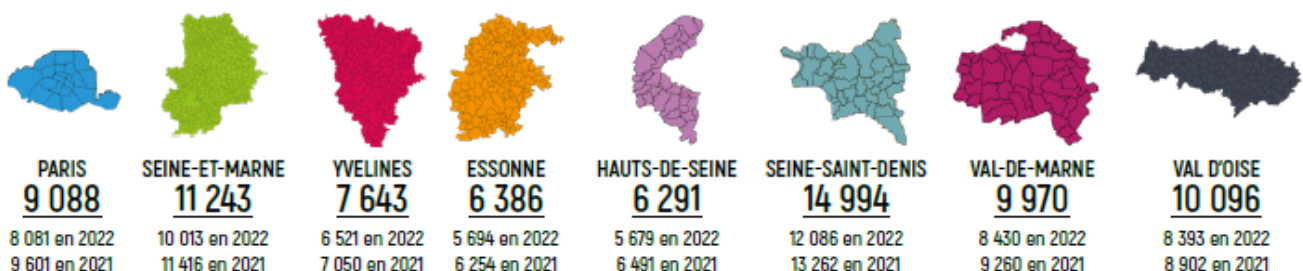 PARIS
9 088
8 081 en 2022
9 601 en 2021
SEINE-ET-MARNE
11 243
10 013 en 2022
11 416 en 2021
YVELINES
7 643
6 521 en 2022
7 050 en 2021
ESSONNE
6 386
5 694 en 2022
6 254 en 2021
HAUTS-DE-SEINE
6 291
5 679 en 2022
6 491 en 2021
SEINE-SAINT-DENIS
14 994
12 086 en 2022
13 262 en 2021
VAL-DE-MARNE
9 970
8 430 en 2022
9 260 en 2021
VAL D'OISE
10 096
8 393 en 2022
8 902 en 2021